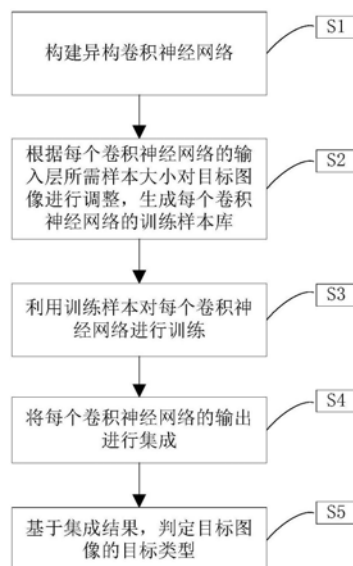 构建异构卷积神经网络
S1
根据每个卷积神经网络的输
入层所需样本大小对目标图
像进行调整，生成每个卷积
神经网络的训练样本库
S2
利用训练样本对每个卷积神
经网络进行训练
S3
将每个卷积神经网络的输出
进行集成
S4
基于集成结果，判定目标图
像的目标类型
S5